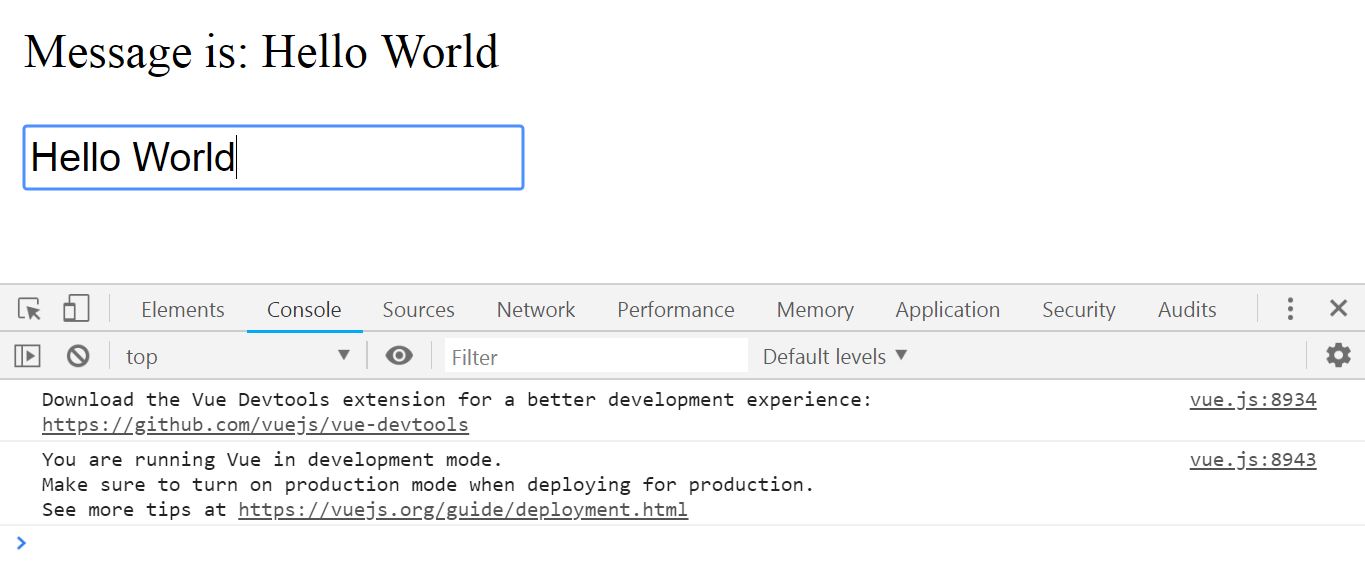 Message is: Hello World
Hello World
Elements Console Sources Network Performance Memory Application Security Audits
top Filter Default levels
Download the Vue Devtools extension for a better development experience: vue.js:8934
https://github.com/vuejs/vue-devtools
You are running Vue in development mode. vue.js:8943
Make sure to turn on production mode when deploying for production.
See more tips at https://vuejs.org/guide/deployment.html